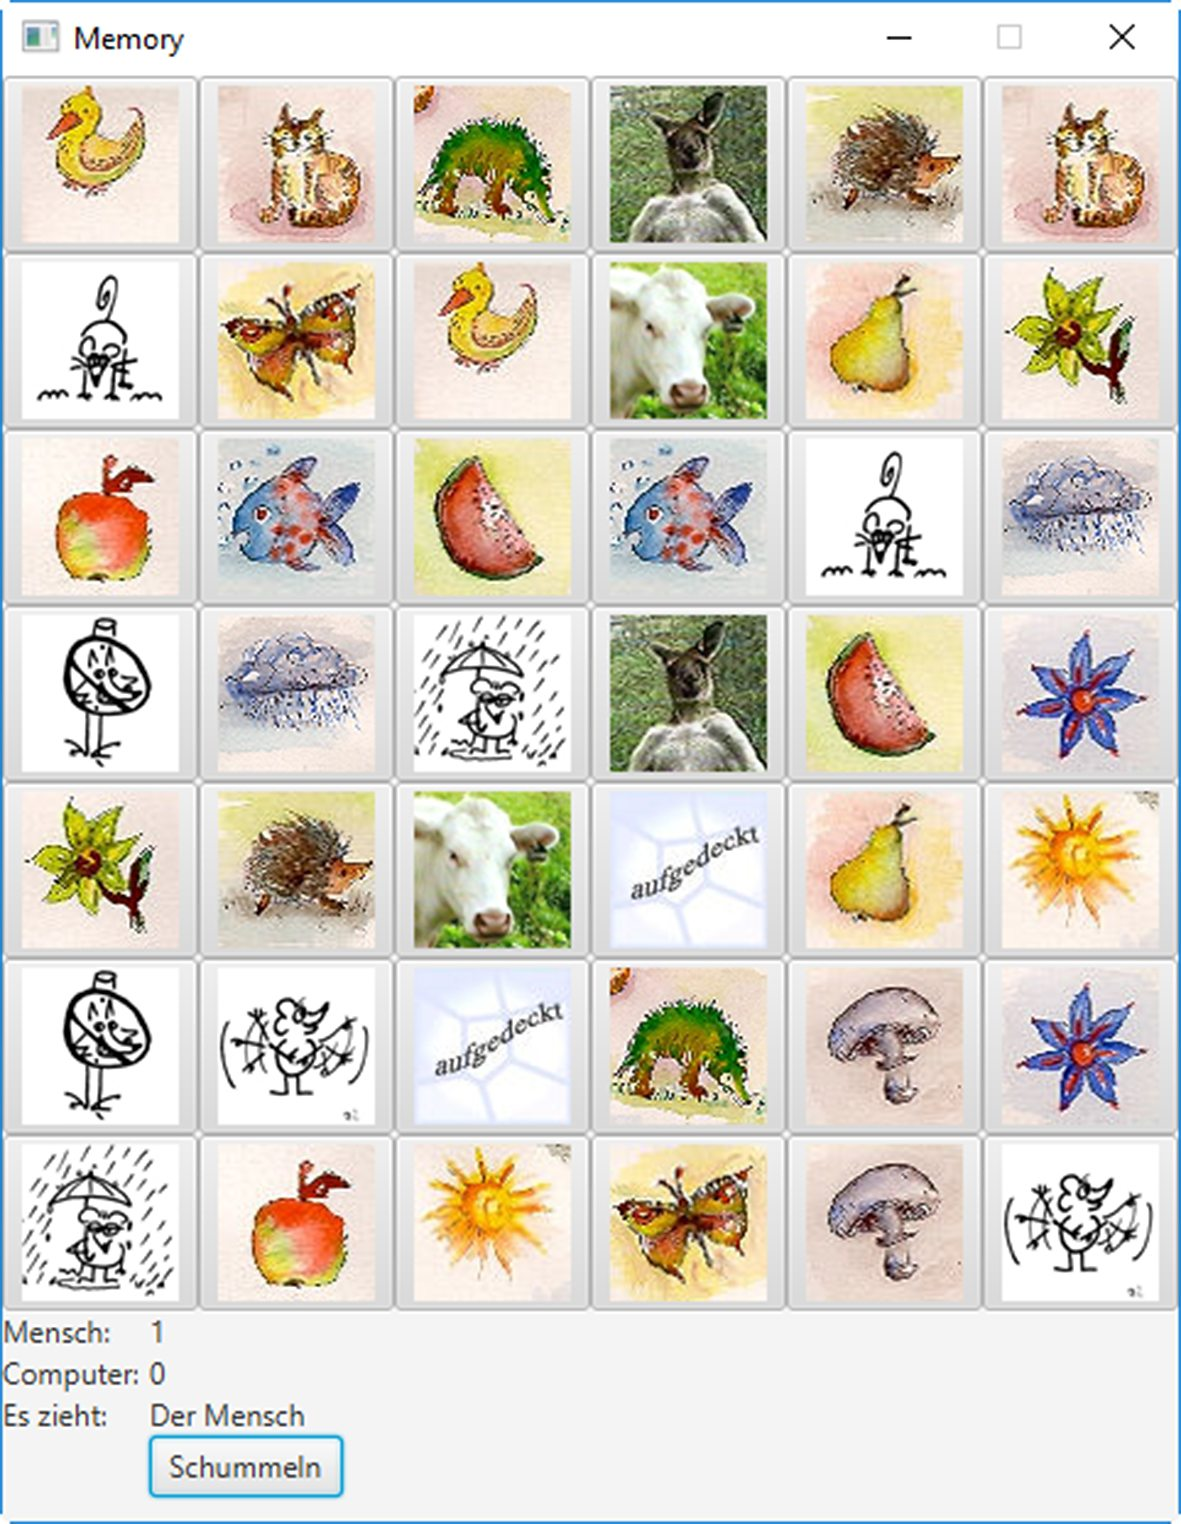 Memory
aufgedeckt
aufgedeckt
Mensch: 1
Computer: 0
Es zieht: Der Mensch
Schummeln